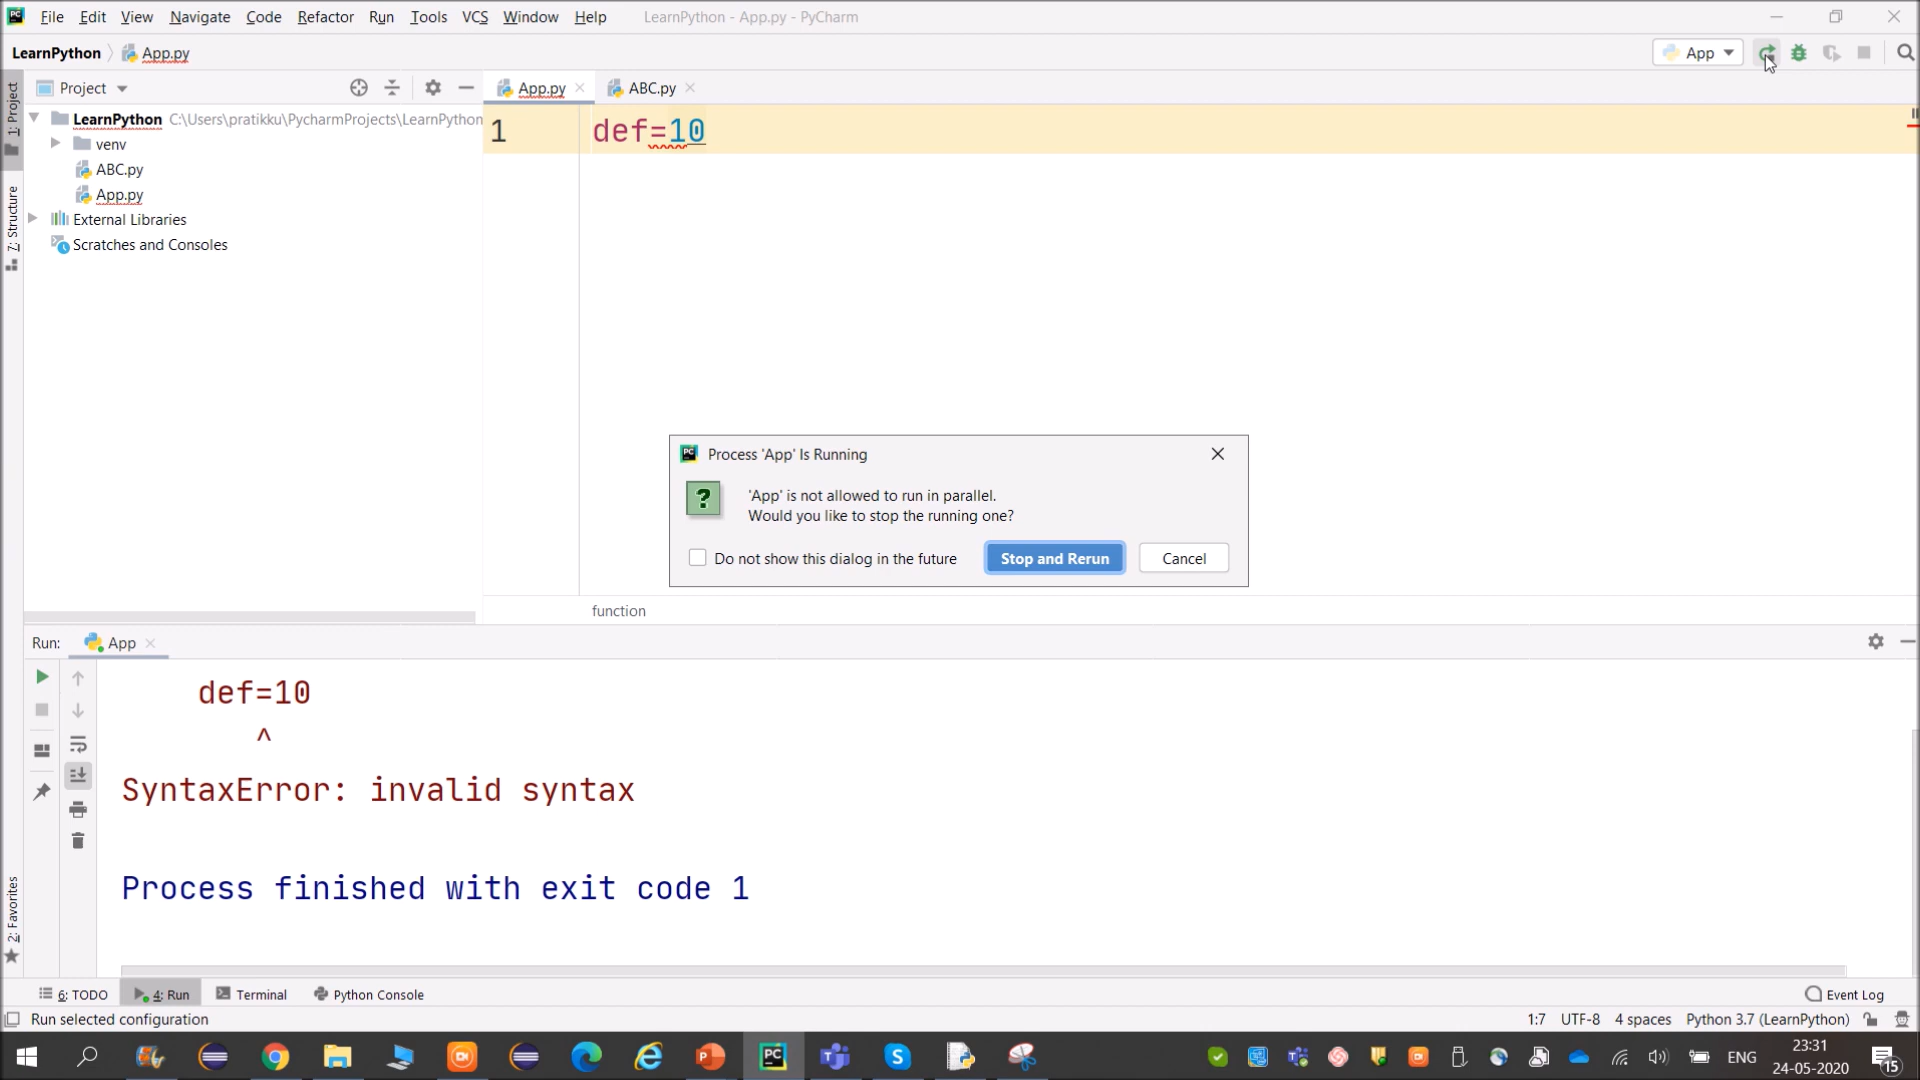 File Edit View Navigate Code Refactor Run Tools VCS Window Help LearnPython - App.py - PyCharm
LearnPython App.py App
Project App.py ABC.py
1: Project
LearnPython C:\Users\pratikku\PycharmProjects\LearnPython
1 def=10
venv
ABC.py
App.py
7: Structure
External Libraries
Scratches and Consoles
Process 'App' Is Running
'App' is not allowed to run in parallel.
Would you like to stop the running one?
Do not show this dialog in the future Stop and Rerun Cancel
function
Run: App
def=10
^
SyntaxError: invalid syntax
Process finished with exit code 1
2: Favorites
6: TODO 4: Run Terminal Python Console Event Log
Run selected configuration 1:7 UTF-8 4 spaces Python 3.7 (LearnPython)
ENG 23:31
24-05-2020 15